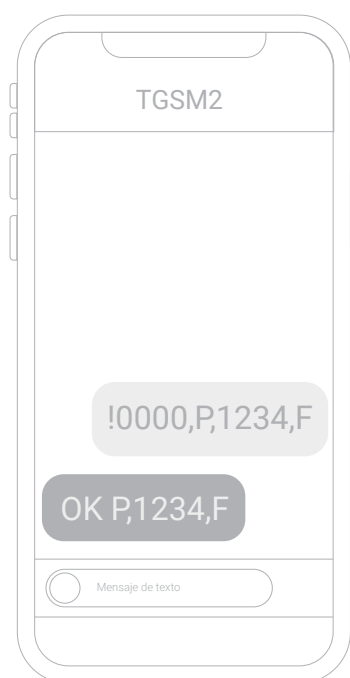 TGSM2
!0000,P,1234,F
OK P,1234,F
Mensaje de texto